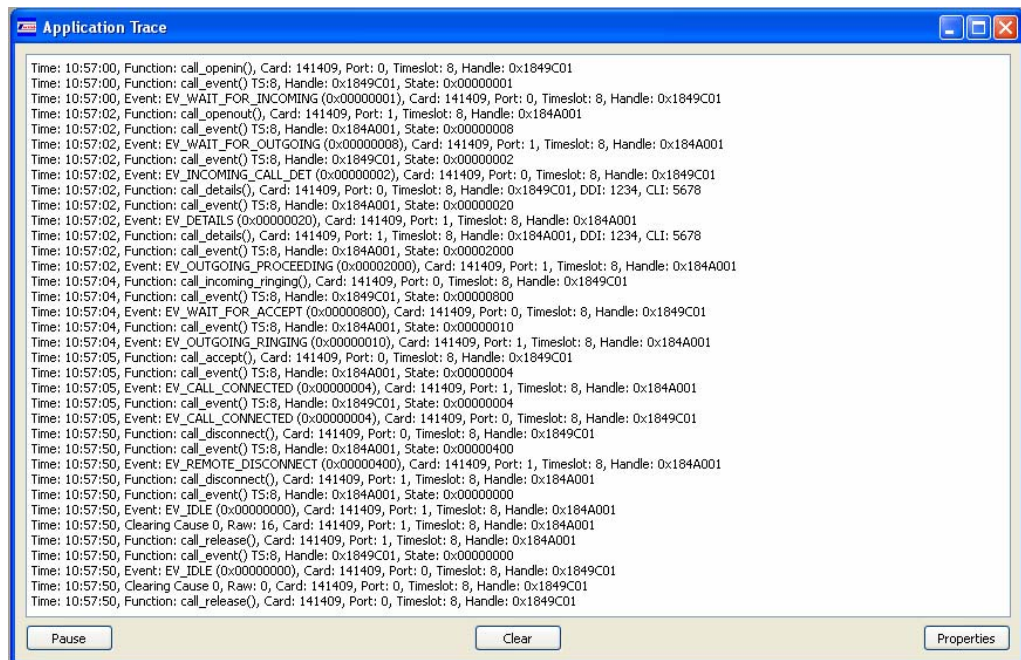 Application Trace
Time: 10:57:00, Function: call_openin(), Card: 141409, Port: 0, Timeslot: 8, Handle: 0x1849C01
Time: 10:57:00, Function: call_event() TS:8, Handle: 0x1849C01, State: 0x00000001
Time: 10:57:00, Event: EV_WAIT_FOR_INCOMING (0x00000001), Card: 141409, Port: 0, Timeslot: 8, Handle: 0x1849C01
Time: 10:57:02, Function: call_openout(), Card: 141409, Port: 1, Timeslot: 8, Handle: 0x184A001
Time: 10:57:02, Function: call_event() TS:8, Handle: 0x184A001, State: 0x00000008
Time: 10:57:02, Event: EV_WAIT_FOR_OUTGOING (0x00000008), Card: 141409, Port: 1, Timeslot: 8, Handle: 0x184A001
Time: 10:57:02, Function: call_event() TS:8, Handle: 0x1849C01, State: 0x00000002
Time: 10:57:02, Event: EV_INCOMING_CALL_DET (0x00000002), Card: 141409, Port: 0, Timeslot: 8, Handle: 0x1849C01
Time: 10:57:02, Function: call_details(), Card: 141409, Port: 0, Timeslot: 8, Handle: 0x1849C01, DDI: 1234, CLI: 5678
Time: 10:57:02, Function: call_event() TS:8, Handle: 0x184A001, State: 0x00000020
Time: 10:57:02, Event: EV_DETAILS (0x00000020), Card: 141409, Port: 1, Timeslot: 8, Handle: 0x184A001
Time: 10:57:02, Function: call_details(), Card: 141409, Port: 1, Timeslot: 8, Handle: 0x184A001, DDI: 1234, CLI: 5678
Time: 10:57:02, Function: call_event() TS:8, Handle: 0x184A001, State: 0x00002000
Time: 10:57:02, Event: EV_OUTGOING_PROCEEDING (0x00002000), Card: 141409, Port: 1, Timeslot: 8, Handle: 0x184A001
Time: 10:57:04, Function: call_incoming_ringing(), Card: 141409, Port: 0, Timeslot: 8, Handle: 0x1849C01
Time: 10:57:04, Function: call_event() TS:8, Handle: 0x1849C01, State: 0x00000800
Time: 10:57:04, Event: EV_WAIT_FOR_ACCEPT (0x00000800), Card: 141409, Port: 0, Timeslot: 8, Handle: 0x1849C01
Time: 10:57:04, Function: call_event() TS:8, Handle: 0x184A001, State: 0x00000010
Time: 10:57:04, Event: EV_OUTGOING_RINGING (0x00000010), Card: 141409, Port: 1, Timeslot: 8, Handle: 0x184A001
Time: 10:57:05, Function: call_accept(), Card: 141409, Port: 0, Timeslot: 8, Handle: 0x1849C01
Time: 10:57:05, Function: call_event() TS:8, Handle: 0x184A001, State: 0x00000004
Time: 10:57:05, Event: EV_CALL_CONNECTED (0x00000004), Card: 141409, Port: 1, Timeslot: 8, Handle: 0x184A001
Time: 10:57:05, Function: call_event() TS:8, Handle: 0x1849C01, State: 0x00000004
Time: 10:57:05, Event: EV_CALL_CONNECTED (0x00000004), Card: 141409, Port: 0, Timeslot: 8, Handle: 0x1849C01
Time: 10:57:50, Function: call_disconnect(), Card: 141409, Port: 0, Timeslot: 8, Handle: 0x1849C01
Time: 10:57:50, Function: call_event() TS:8, Handle: 0x184A001, State: 0x00000400
Time: 10:57:50, Event: EV_REMOTE_DISCONNECT (0x00000400), Card: 141409, Port: 1, Timeslot: 8, Handle: 0x184A001
Time: 10:57:50, Function: call_disconnect(), Card: 141409, Port: 1, Timeslot: 8, Handle: 0x184A001
Time: 10:57:50, Function: call_event() TS:8, Handle: 0x184A001, State: 0x00000000
Time: 10:57:50, Event: EV_IDLE (0x00000000), Card: 141409, Port: 1, Timeslot: 8, Handle: 0x184A001
Time: 10:57:50, Clearing Cause 0, Raw: 16, Card: 141409, Port: 1, Timeslot: 8, Handle: 0x184A001
Time: 10:57:50, Function: call_release(), Card: 141409, Port: 1, Timeslot: 8, Handle: 0x184A001
Time: 10:57:50, Function: call_event() TS:8, Handle: 0x1849C01, State: 0x00000000
Time: 10:57:50, Event: EV_IDLE (0x00000000), Card: 141409, Port: 0, Timeslot: 8, Handle: 0x1849C01
Time: 10:57:50, Clearing Cause 0, Raw: 0, Card: 141409, Port: 0, Timeslot: 8, Handle: 0x1849C01
Time: 10:57:50, Function: call_release(), Card: 141409, Port: 0, Timeslot: 8, Handle: 0x1849C01
Pause Clear Properties